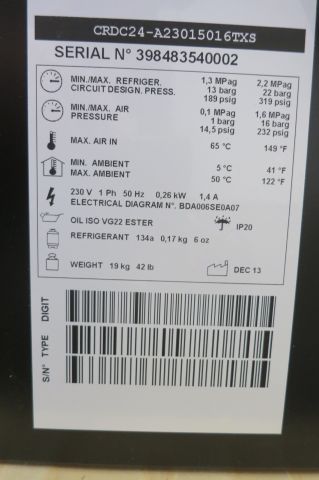 CRDC24-A23015016TXS
SERIAL N° 398483540002
MIN./MAX. REFRIGER. 1,3 MPag 2,2 MPag
CIRCUIT DESIGN. PRESS. 13 barg 22 barg
189 psig 319 psig
MIN./MAX. AIR 0,1 MPag 1,6 MPag
PRESSURE 1 barg 16 barg
14,5 psig 232 psig
MAX. AIR IN 65 °C 149 °F
MIN. AMBIENT 5 °C 41 °F
MAX. AMBIENT 50 °C 122 °F
230 V 1 Ph 50 Hz 0,26 kW 1,4 A
ELECTRICAL DIAGRAM N°. BDA006SE0A07
OIL ISO VG22 ESTER IP20
REFRIGERANT 134a 0,17 kg 6 oz
WEIGHT 19 kg 42 lb DEC 13
DIGIT
TYPE
S/N°